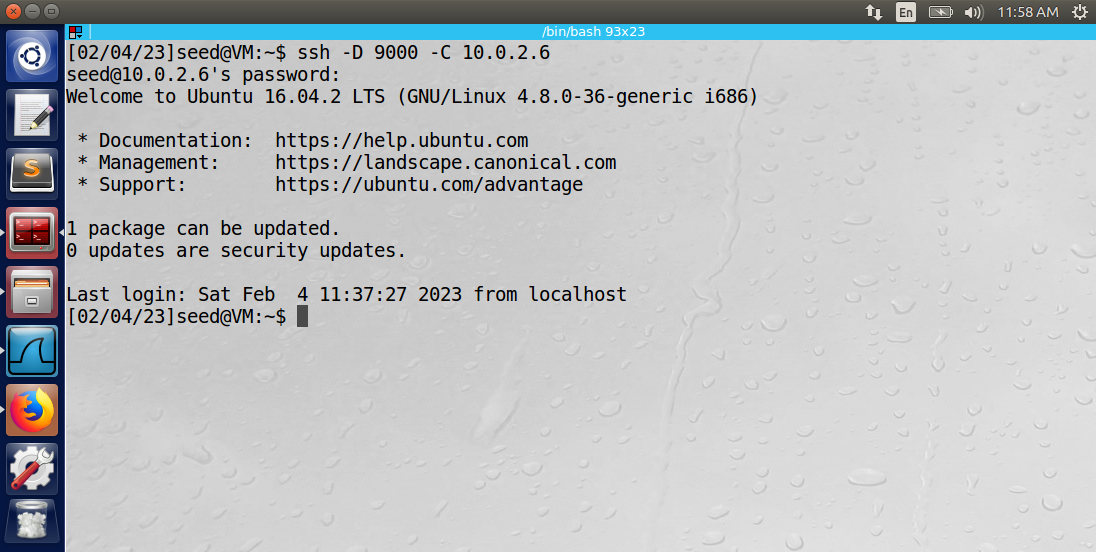 En
11:58 AM
/bin/bash 93x23
[02/04/23]seed@VM:~$ ssh -D 9000 -C 10.0.2.6
seed@10.0.2.6's password:
Welcome to Ubuntu 16.04.2 LTS (GNU/Linux 4.8.0-36-generic i686)
* Documentation:  https://help.ubuntu.com
* Management:     https://landscape.canonical.com
* Support:        https://ubuntu.com/advantage
1 package can be updated.
0 updates are security updates.
Last login: Sat Feb  4 11:37:27 2023 from localhost
[02/04/23]seed@VM:~$